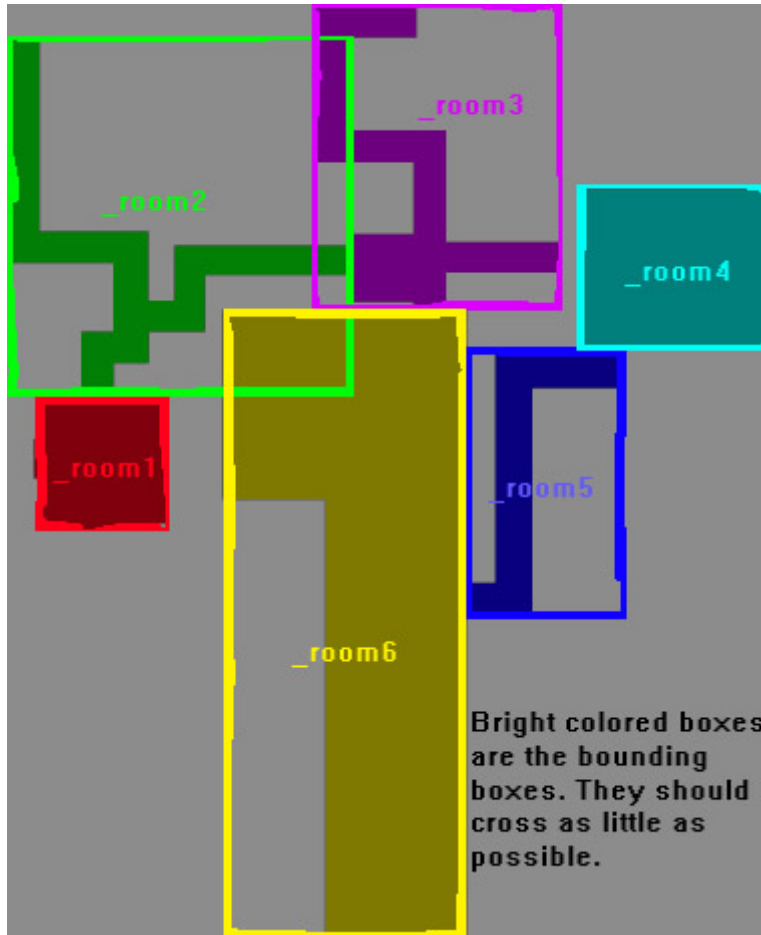 _room3
_room2
_room4
_room1
_room5
_room6
Bright colored boxes
are the bounding
boxes. They should
cross as little as
possible.